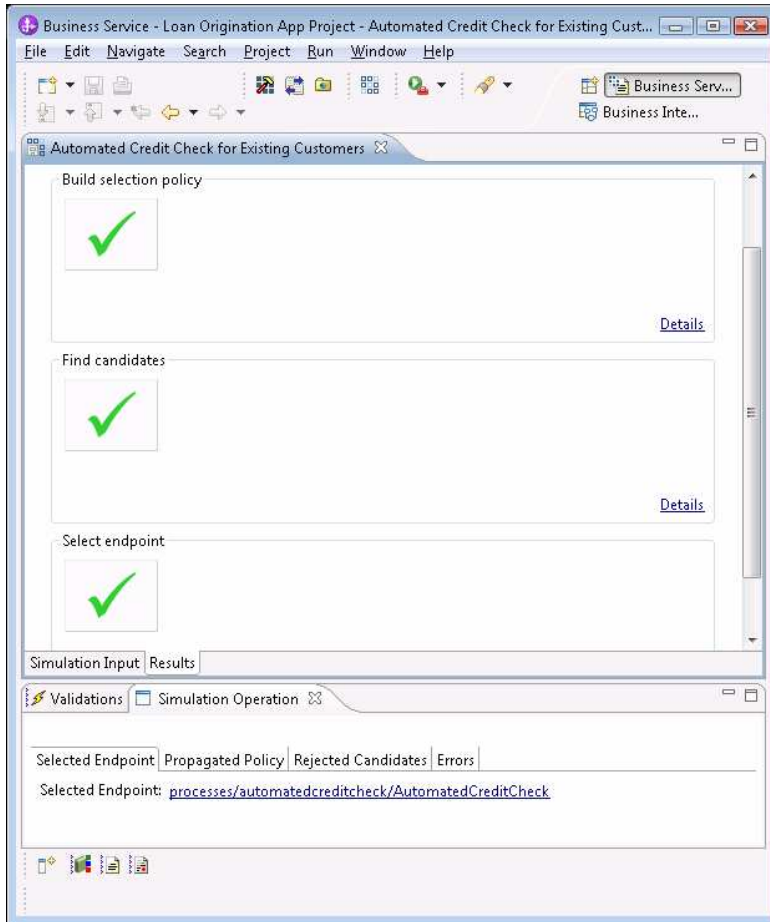 Business Service - Loan Origination App Project - Automated Credit Check for Existing Cust...
File Edit Navigate Search Project Run Window Help
Business Serv...
Business Inte...
Automated Credit Check for Existing Customers
Build selection policy
Details
Find candidates
Details
Select endpoint
Simulation Input Results
Validations Simulation Operation
Selected Endpoint Propagated Policy Rejected Candidates Errors
Selected Endpoint: processes/automatedcreditcheck/AutomatedCreditCheck